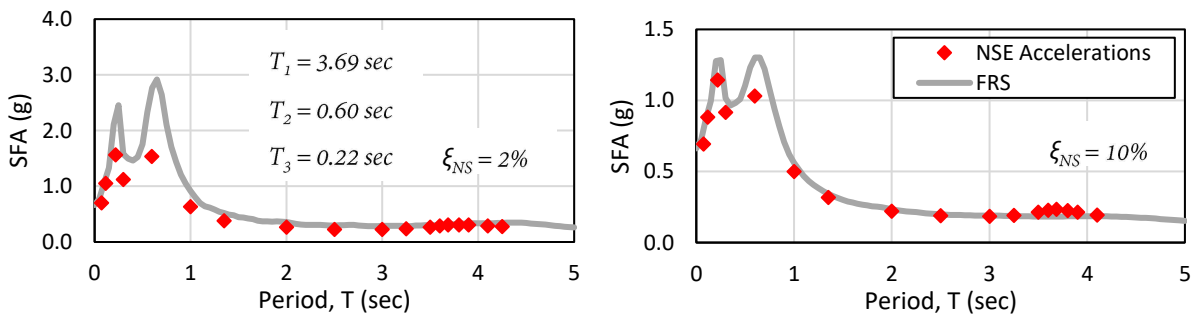 4.0
3.0
2.0
1.0
0.0
SFA (g)
T1 = 3.69 sec
T2 = 0.60 sec
T3 = 0.22 sec
ξNS = 2%
0 1 2 3 4 5
Period, T (sec)
1.5
1.0
0.5
0.0
SFA (g)
NSE Accelerations
FRS
ξNS = 10%
0 1 2 3 4 5
Period, T (sec)